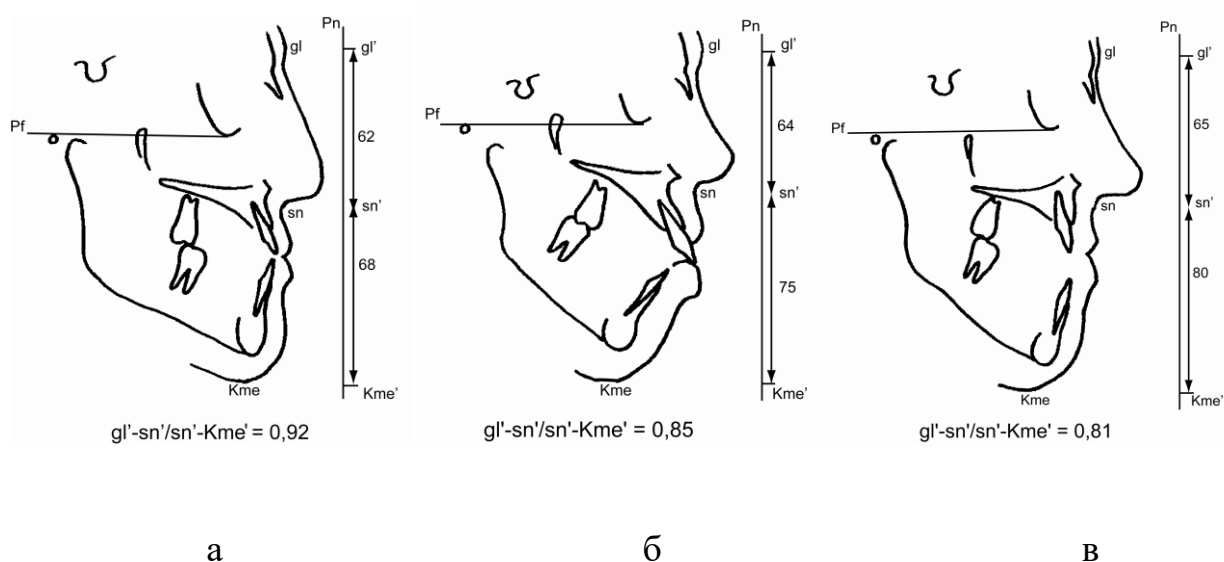 Pn
gl
gl'
Pf
62
sn
sn'
68
Kme
Kme'
gl'-sn'/sn'-Kme' = 0,92
Pn
gl
gl'
Pf
64
sn
sn'
75
Kme
Kme'
gl'-sn'/sn'-Kme' = 0,85
Pn
gl
gl'
Pf
65
sn
sn'
80
Kme
Kme'
gl'-sn'/sn'-Kme' = 0,81
а
б
в